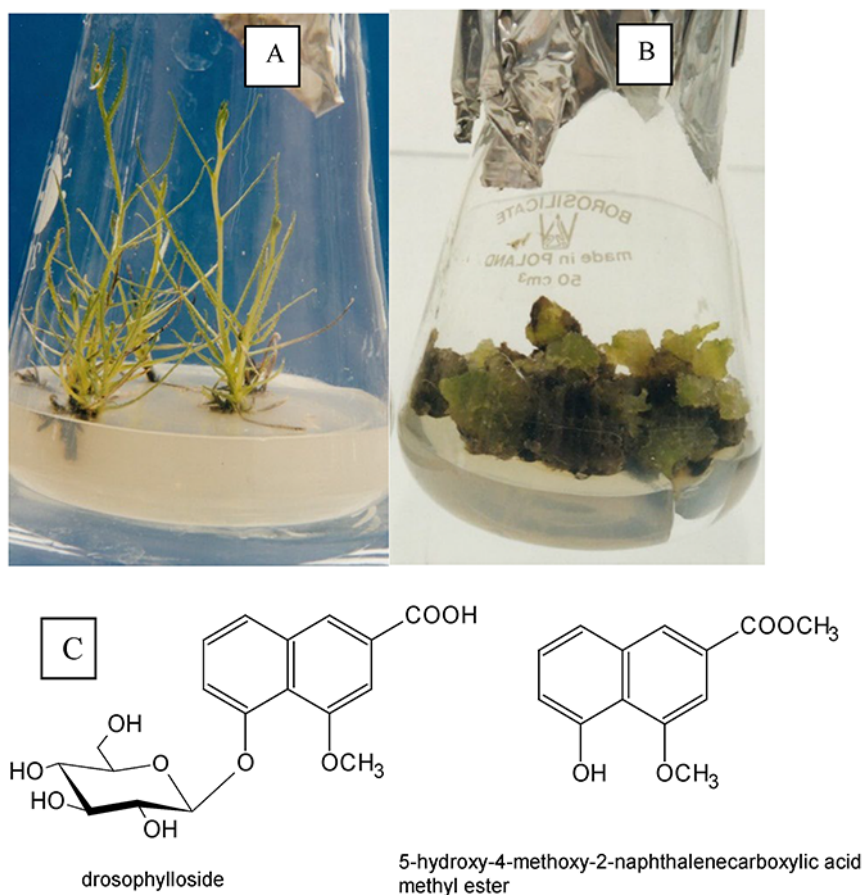 A
B
BOROSILICATE
made in POLAND
50 cm³
C
COOH
OCH₃
O
O
OH
HO
HO
OH
COOCH₃
OH
OCH₃
drosophylloside
5-hydroxy-4-methoxy-2-naphthalenecarboxylic acid
methyl ester